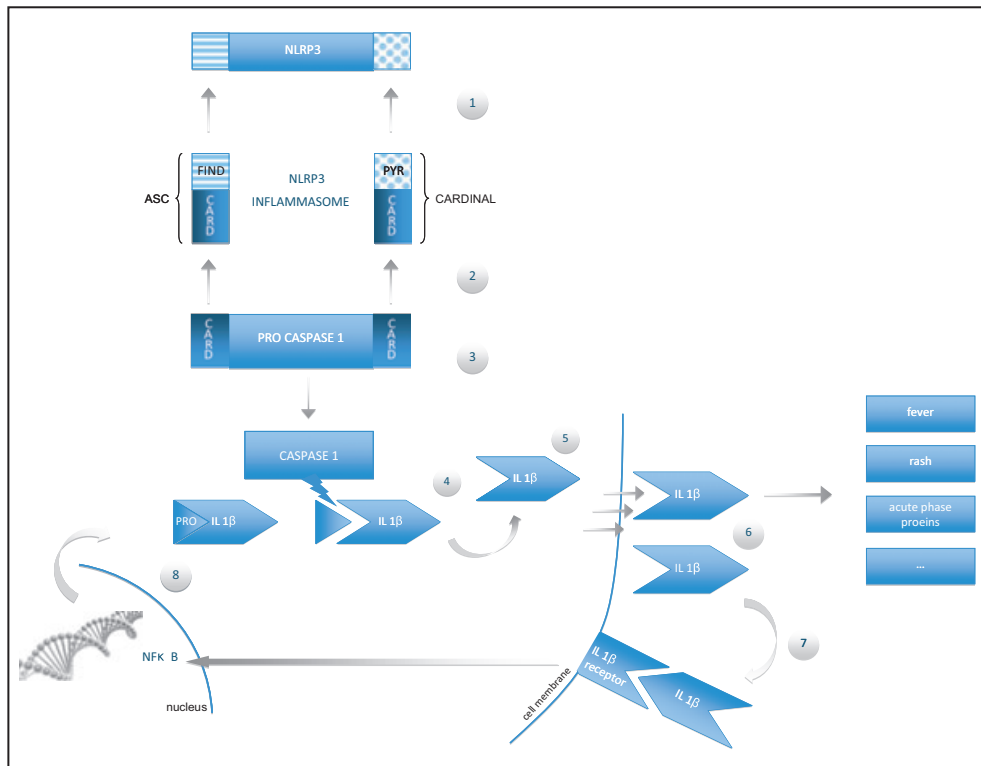 NLRP3
1
FIND
PYR
ASC
NLRP3
INFLAMMASOME
CARDINAL
CARD
CARD
2
CARD
PRO CASPASE 1
CARD
3
CASPASE 1
4
5
IL 1β
PRO
IL 1β
IL 1β
IL 1β
6
IL 1β
fever
rash
acute phase
proeins
...
8
NFκ B
nucleus
7
IL 1β
receptor
IL 1β
cell membrane